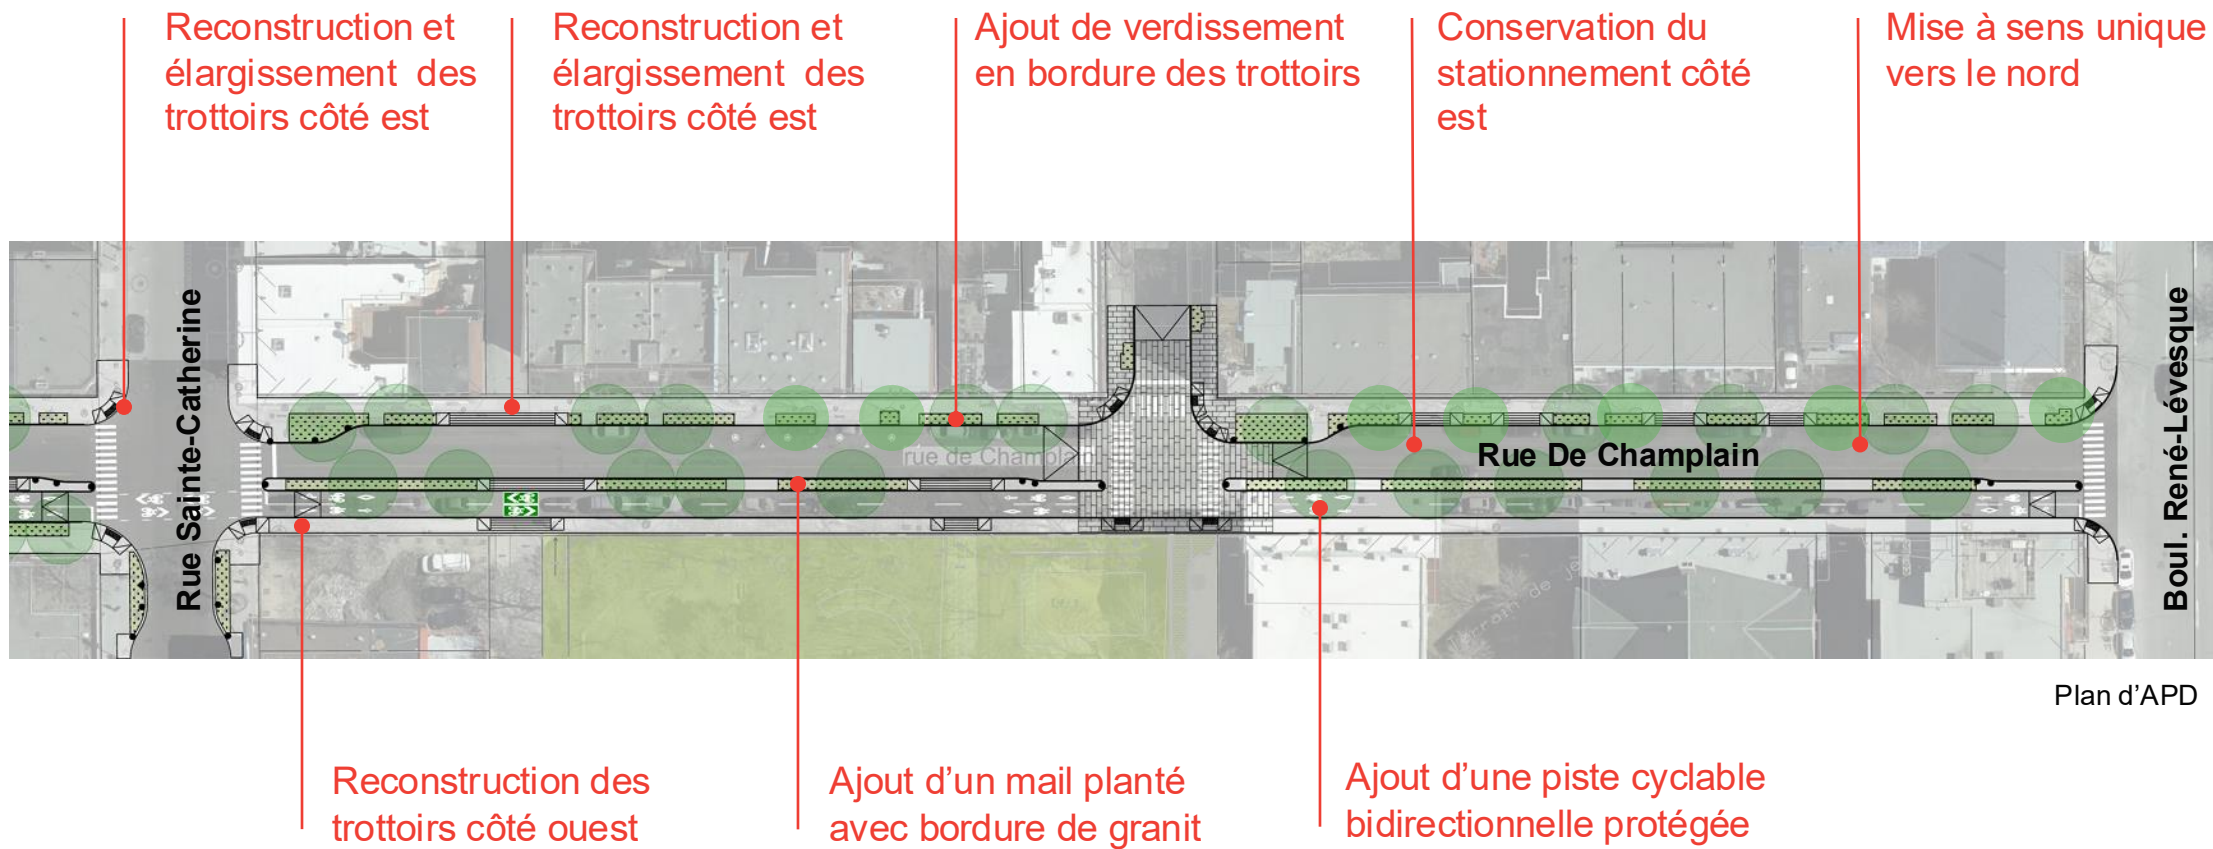 Reconstruction et
élargissement des
trottoirs côté est
Reconstruction et
élargissement des
trottoirs côté est
Ajout de verdissement
en bordure des trottoirs
Conservation du
stationnement côté
est
Mise à sens unique
vers le nord
Rue Sainte-Catherine
rue de Champlain
Rue De Champlain
Boul. René-Lévesque
Terrain de je
Plan d'APD
Reconstruction des
trottoirs côté ouest
Ajout d'un mail planté
avec bordure de granit
Ajout d'une piste cyclable
bidirectionnelle protégée